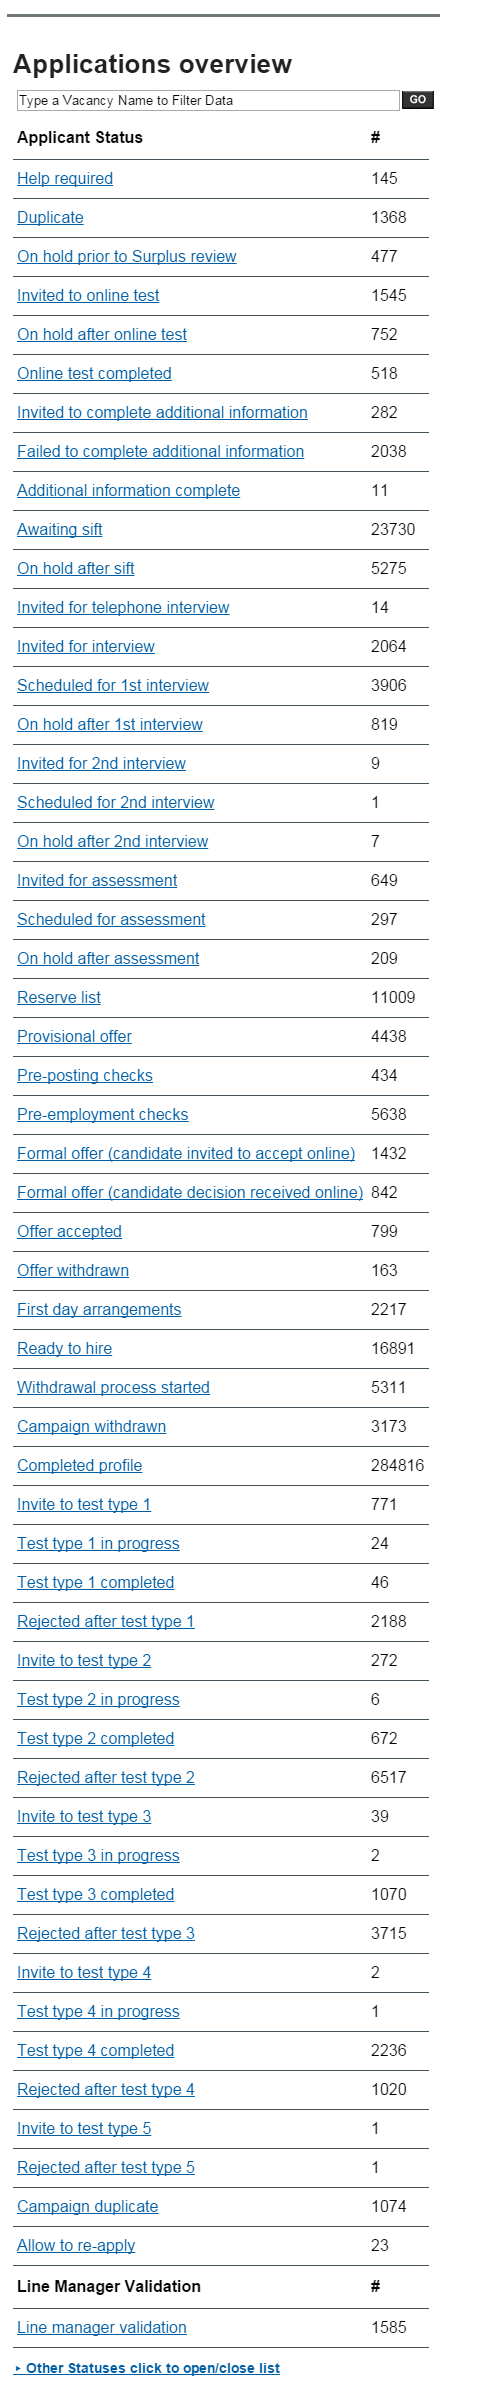 Applications overview
Type a Vacancy Name to Filter Data GO
Applicant Status #
Help required 145
Duplicate 1368
On hold prior to Surplus review 477
Invited to online test 1545
On hold after online test 752
Online test completed 518
Invited to complete additional information 282
Failed to complete additional information 2038
Additional information complete 11
Awaiting sift 23730
On hold after sift 5275
Invited for telephone interview 14
Invited for interview 2064
Scheduled for 1st interview 3906
On hold after 1st interview 819
Invited for 2nd interview 9
Scheduled for 2nd interview 1
On hold after 2nd interview 7
Invited for assessment 649
Scheduled for assessment 297
On hold after assessment 209
Reserve list 11009
Provisional offer 4438
Pre-posting checks 434
Pre-employment checks 5638
Formal offer (candidate invited to accept online) 1432
Formal offer (candidate decision received online) 842
Offer accepted 799
Offer withdrawn 163
First day arrangements 2217
Ready to hire 16891
Withdrawal process started 5311
Campaign withdrawn 3173
Completed profile 284816
Invite to test type 1 771
Test type 1 in progress 24
Test type 1 completed 46
Rejected after test type 1 2188
Invite to test type 2 272
Test type 2 in progress 6
Test type 2 completed 672
Rejected after test type 2 6517
Invite to test type 3 39
Test type 3 in progress 2
Test type 3 completed 1070
Rejected after test type 3 3715
Invite to test type 4 2
Test type 4 in progress 1
Test type 4 completed 2236
Rejected after test type 4 1020
Invite to test type 5 1
Rejected after test type 5 1
Campaign duplicate 1074
Allow to re-apply 23
Line Manager Validation #
Line manager validation 1585
▸ Other Statuses click to open/close list